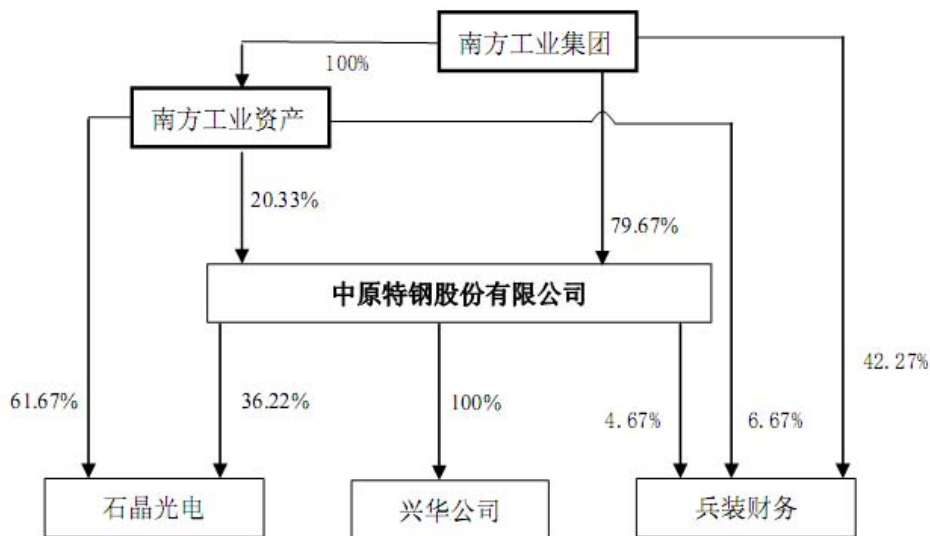 南方工业集团
100%
南方工业资产
20.33%
79.67%
中原特钢股份有限公司
61.67%
36.22%
100%
4.67%
6.67%
42.27%
石晶光电
兴华公司
兵装财务